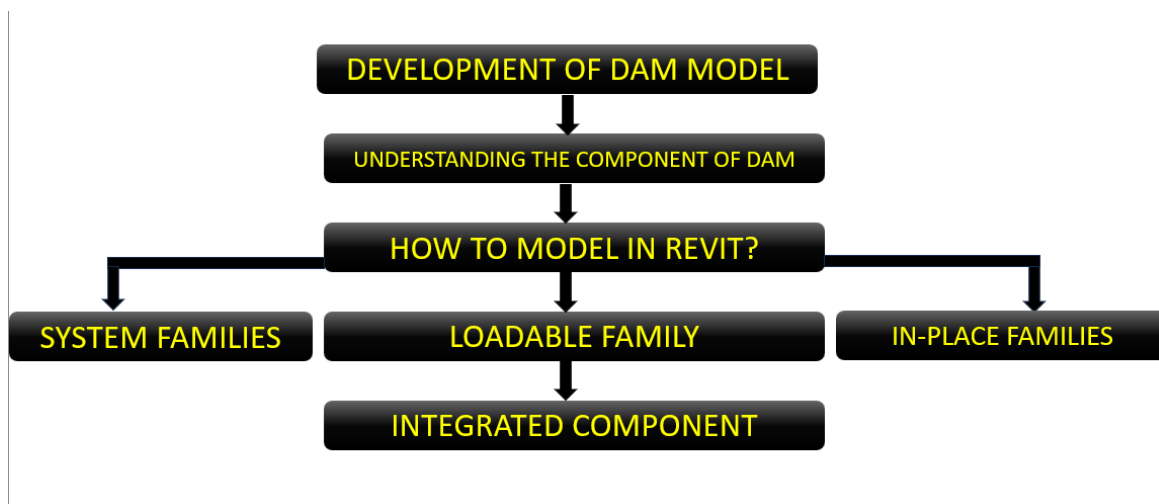 DEVELOPMENT OF DAM MODEL
UNDERSTANDING THE COMPONENT OF DAM
HOW TO MODEL IN REVIT?
SYSTEM FAMILIES
LOADABLE FAMILY
IN-PLACE FAMILIES
INTEGRATED COMPONENT